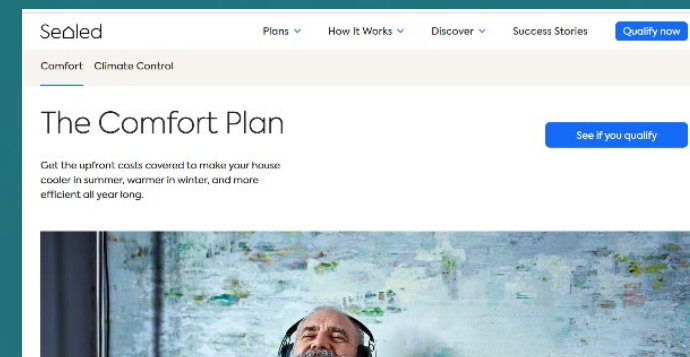 Sealed
Plans How It Works Discover Success Stories Qualify now
Comfort Climate Control
The Comfort Plan
See if you qualify
Get the upfront costs covered to make your house
cooler in summer, warmer in winter, and more
efficient all year long.